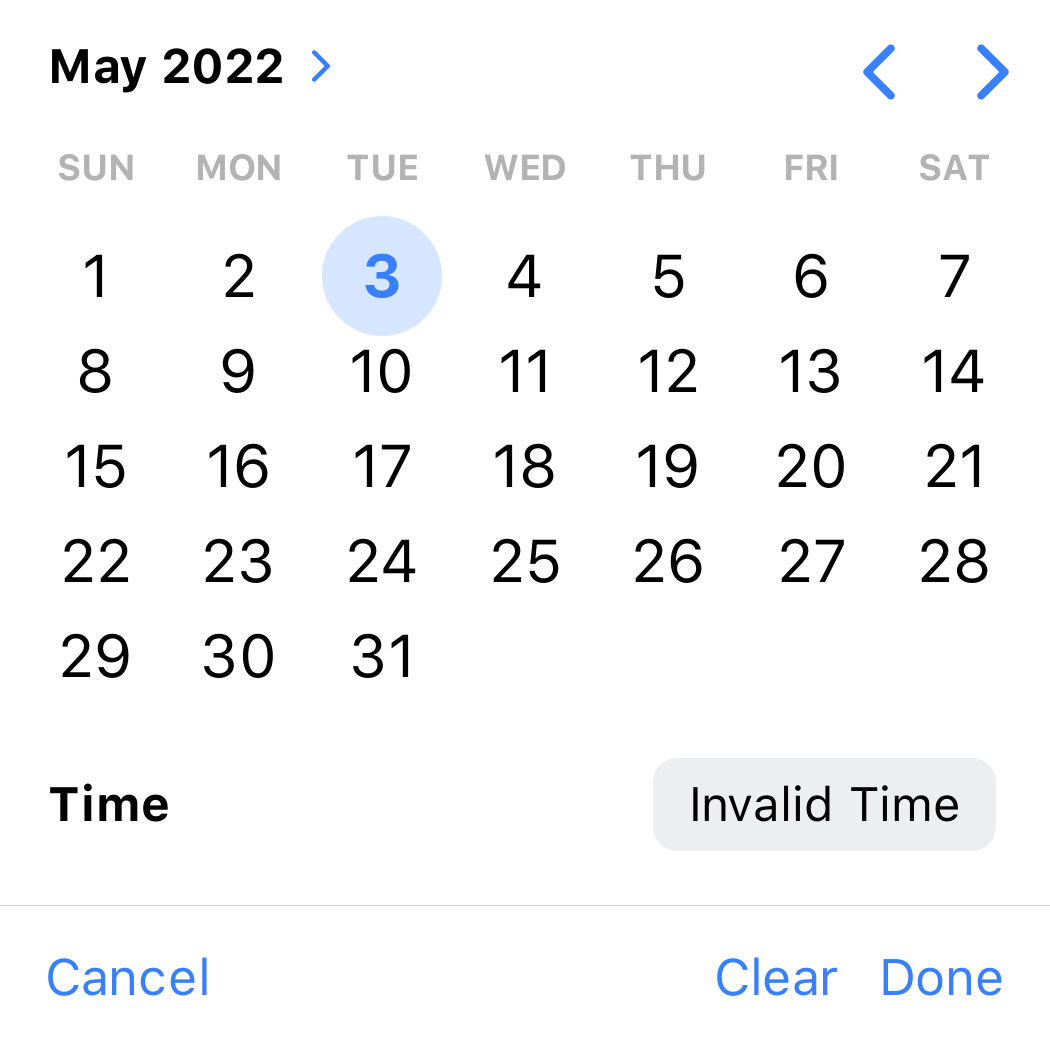 May 2022
SUN MON TUE WED THU FRI SAT
1 2 3 4 5 6 7
8 9 10 11 12 13 14
15 16 17 18 19 20 21
22 23 24 25 26 27 28
29 30 31
Time Invalid Time
Cancel Clear Done